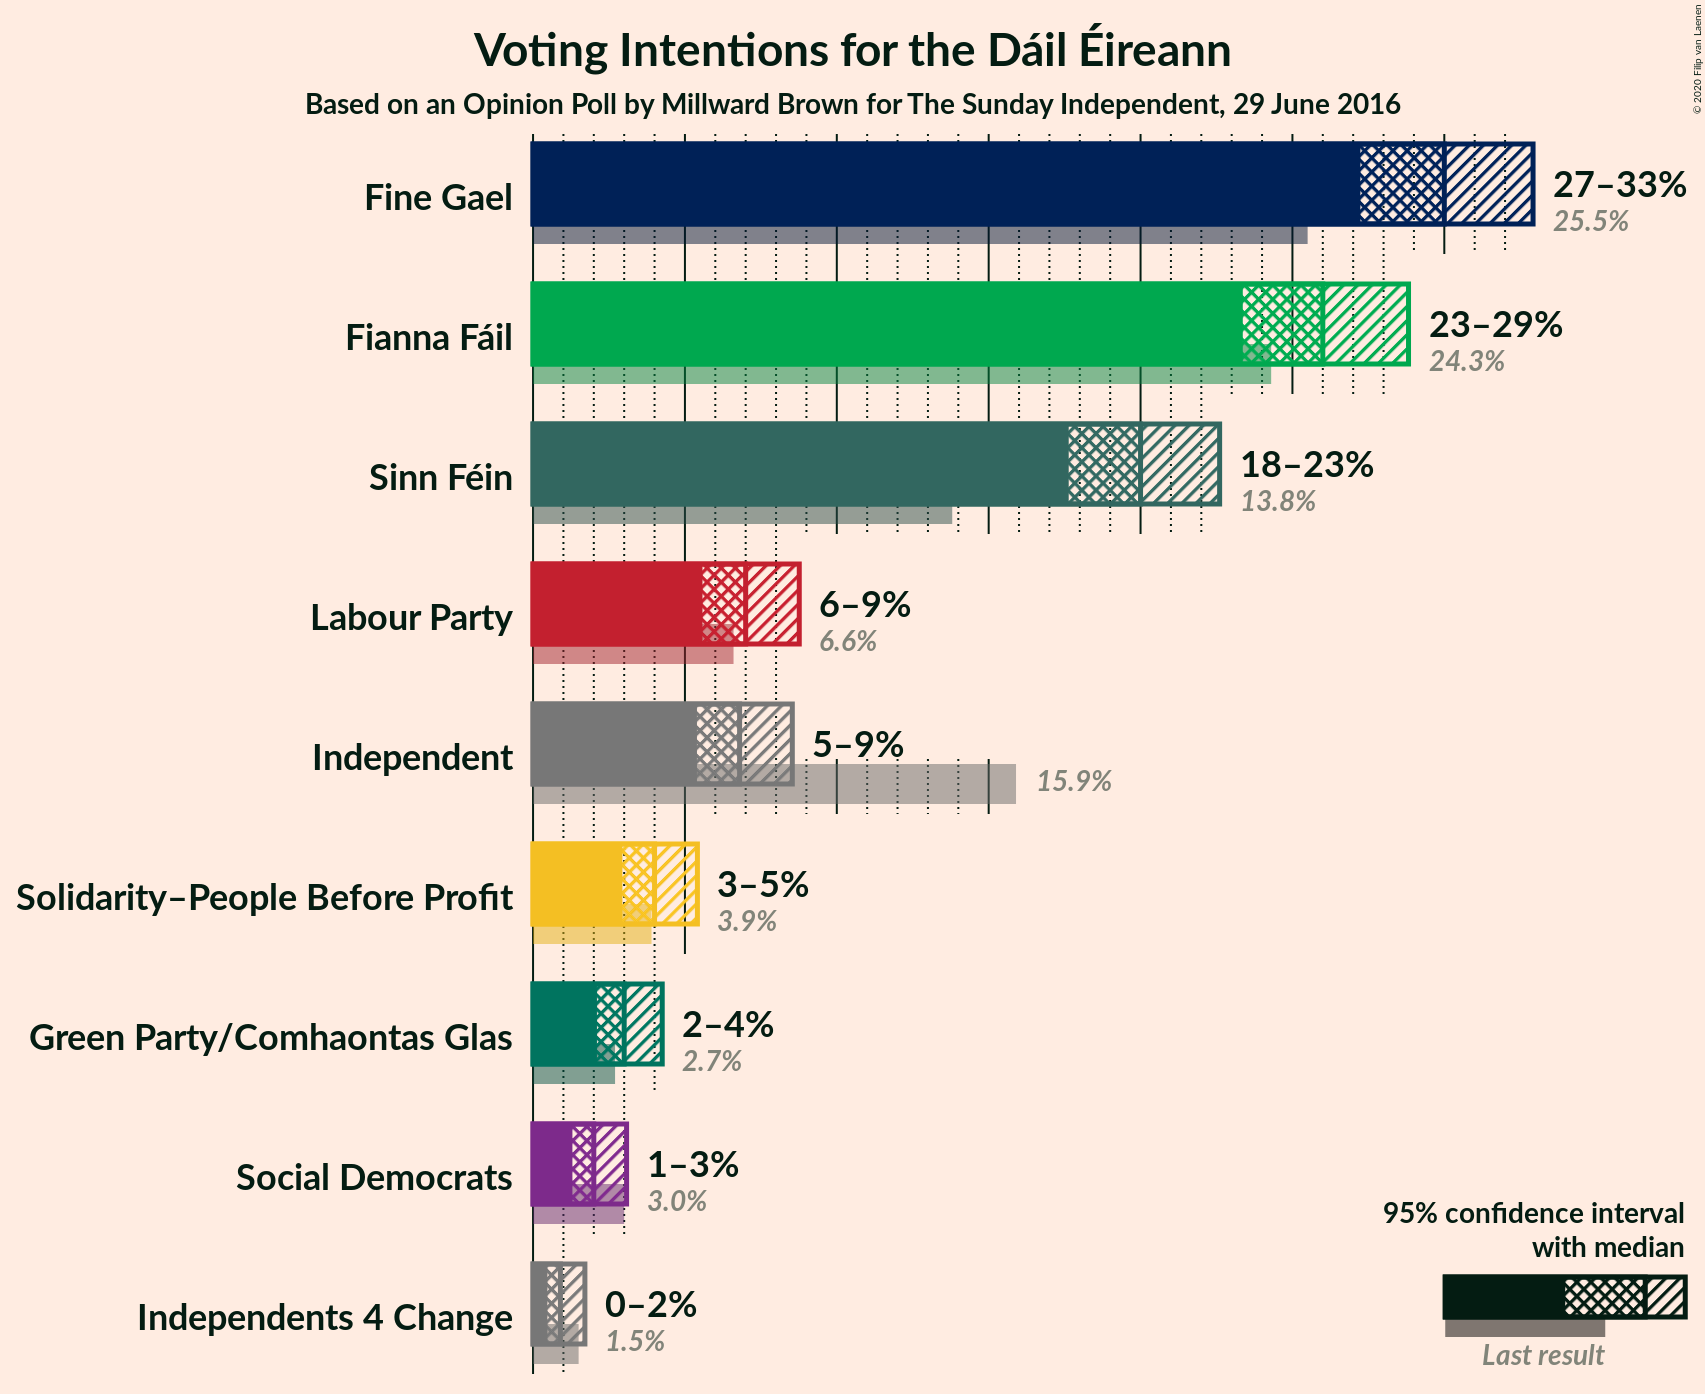 Voting Intentions for the Dáil Éireann
Based on an Opinion Poll by Millward Brown for The Sunday Independent, 29 June 2016
© 2020 Filip van Laenen
Fine Gael
27–33%
25.5%
Fianna Fáil
23–29%
24.3%
Sinn Féin
18–23%
13.8%
Labour Party
6–9%
6.6%
Independent
5–9%
15.9%
Solidarity–People Before Profit
3–5%
3.9%
Green Party/Comhaontas Glas
2–4%
2.7%
Social Democrats
1–3%
3.0%
Independents 4 Change
0–2%
1.5%
95% confidence interval
with median
Last result